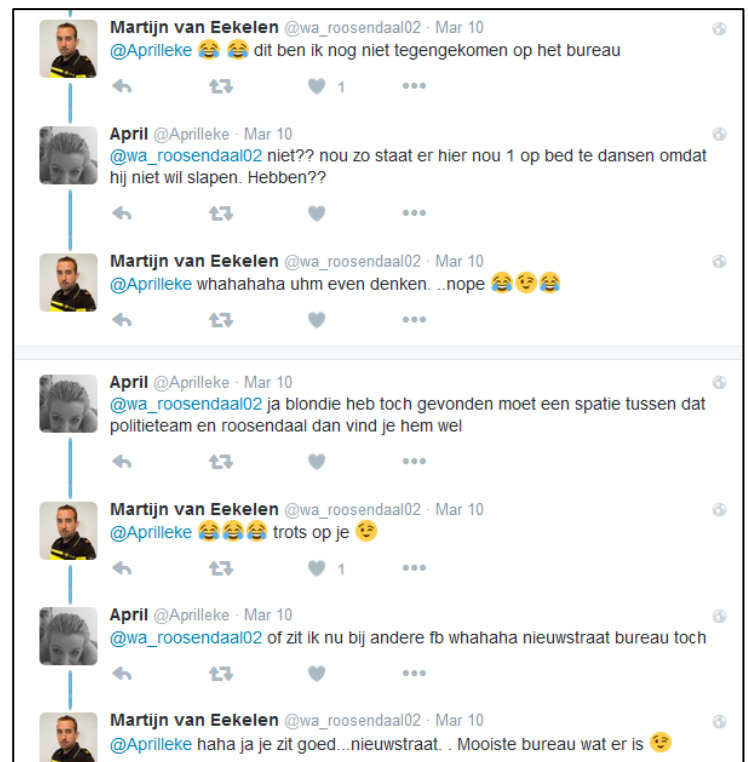 Martijn van Eekelen @wa_roosendaal02 · Mar 10
@Aprilleke 😂 😂 dit ben ik nog niet tegengekomen op het bureau
1
April @Aprilleke · Mar 10
@wa_roosendaal02 niet?? nou zo staat er hier nou 1 op bed te dansen omdat
hij niet wil slapen. Hebben??
Martijn van Eekelen @wa_roosendaal02 · Mar 10
@Aprilleke whahahaha uhm even denken. ..nope 😂😉😂
April @Aprilleke · Mar 10
@wa_roosendaal02 ja blondie heb toch gevonden moet een spatie tussen dat
politieteam en roosendaal dan vind je hem wel
Martijn van Eekelen @wa_roosendaal02 · Mar 10
@Aprilleke 😂😂😂 trots op je 😉
1
April @Aprilleke · Mar 10
@wa_roosendaal02 of zit ik nu bij andere fb whahaha nieuwstraat bureau toch
Martijn van Eekelen @wa_roosendaal02 · Mar 10
@Aprilleke haha ja je zit goed...nieuwstraat. . Mooiste bureau wat er is 😉